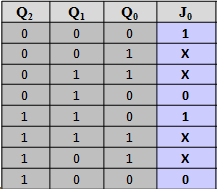 Q2 Q1 Q0 J0
0 0 0 1
0 0 1 X
0 1 1 X
0 1 0 0
1 1 0 1
1 1 1 X
1 0 1 X
1 0 0 0